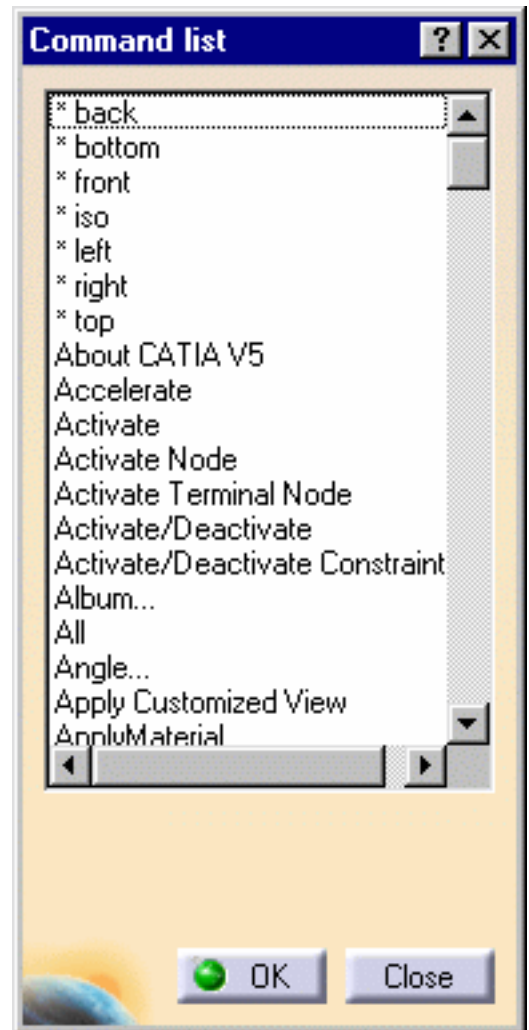 Command list
* back
* bottom
* front
* iso
* left
* right
* top
About CATIA V5
Accelerate
Activate
Activate Node
Activate Terminal Node
Activate/Deactivate
Activate/Deactivate Constraint
Album...
All
Angle...
Apply Customized View
ApplyMaterial
OK
Close